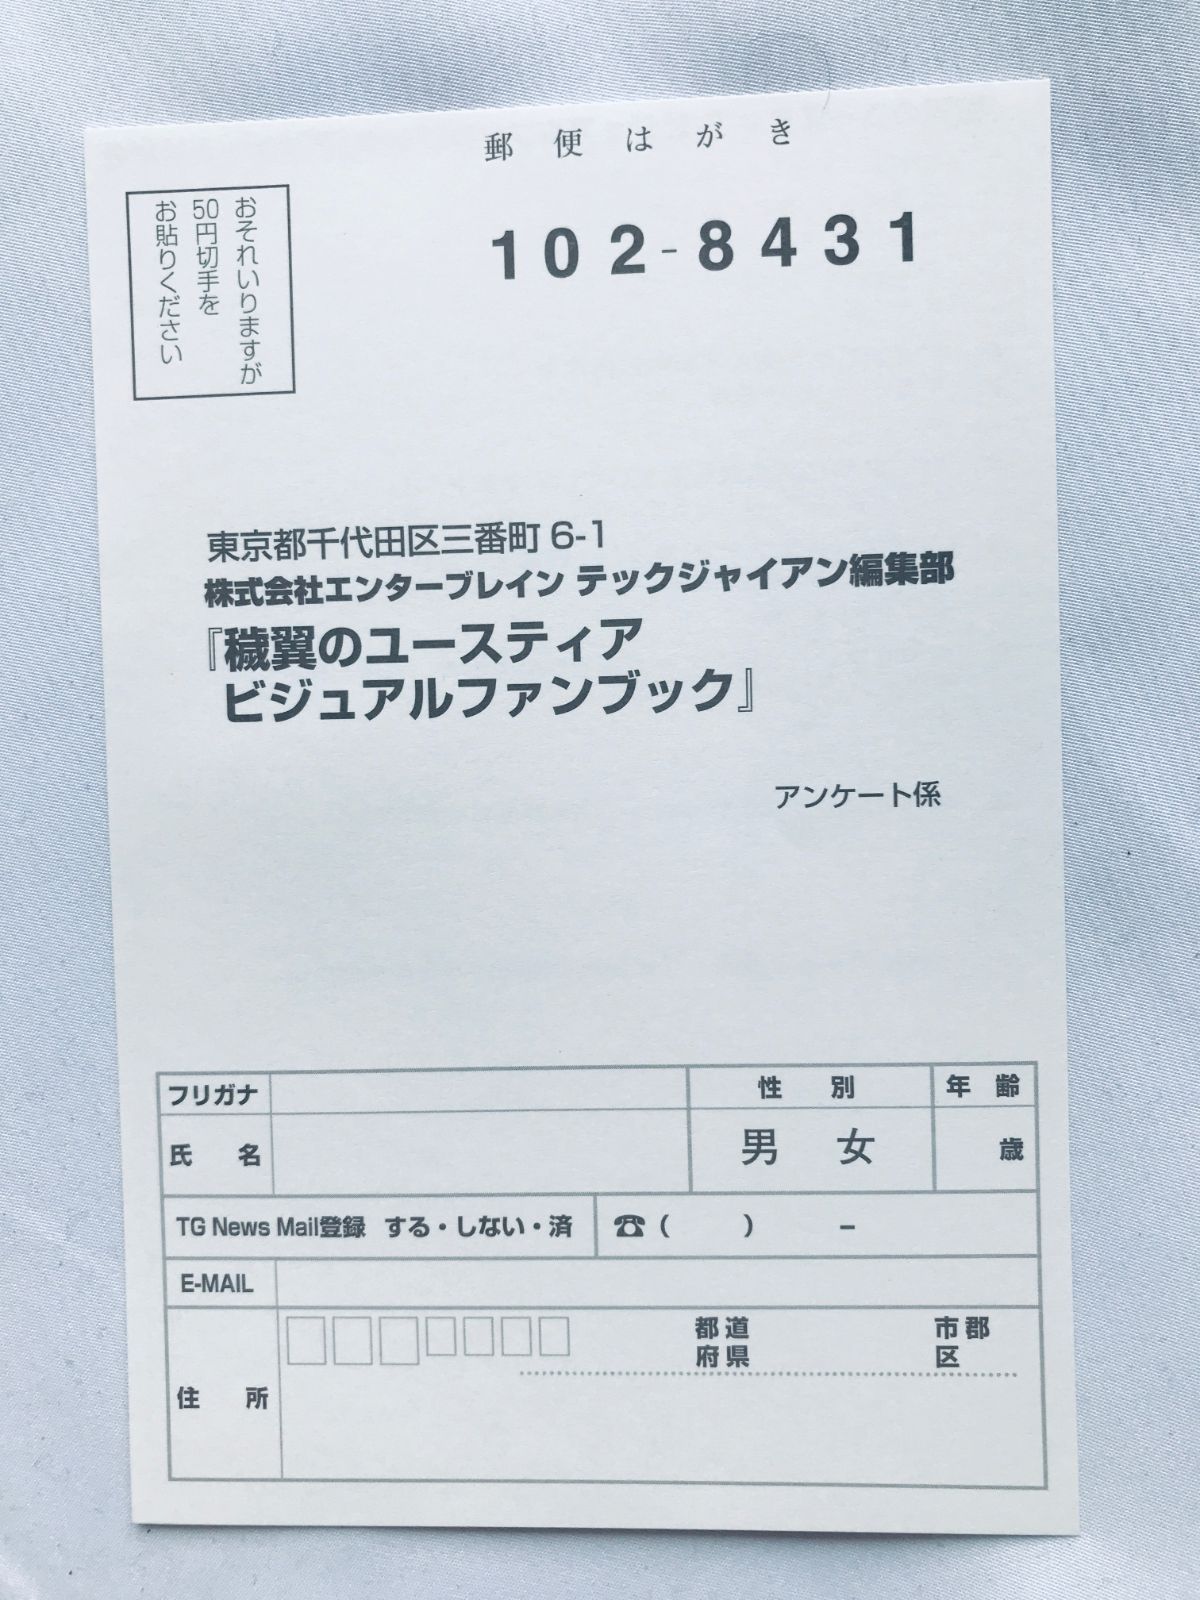 郵便はがき
おそれいりますが
50円切手を
お貼りください
102-8431
東京都千代田区三番町 6-1
株式会社エンターブレイン テックジャイアン編集部
『穢翼のユースティア
ビジュアルファンブック』
アンケート係
フリガナ
性 別
年 齢
氏 名
男 女
歳
TG News Mail登録 する・しない・済
☎( ) −
E-MAIL
住 所
都道
府県
市郡
区